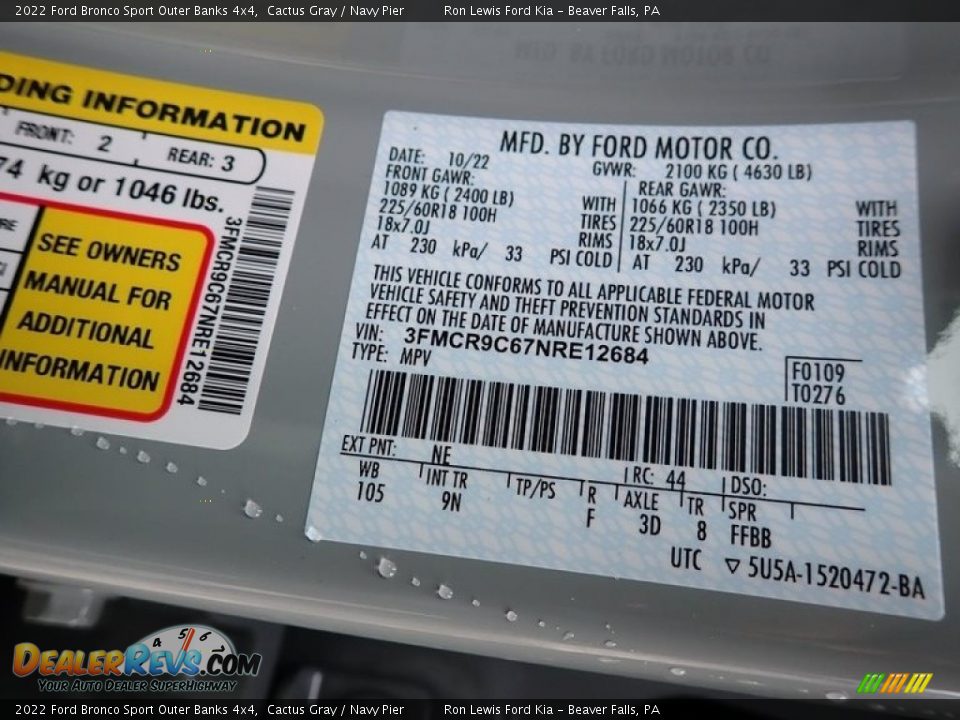 2022 Ford Bronco Sport Outer Banks 4x4, Cactus Gray / Navy Pier Ron Lewis Ford Kia - Beaver Falls, PA
DING INFORMATION
FRONT: 2 REAR: 3
74 kg or 1046 lbs.
SEE OWNERS
MANUAL FOR
ADDITIONAL
INFORMATION
3FMCR9C67NRE12684
MFD. BY FORD MOTOR CO.
DATE: 10/22 GVWR: 2100 KG ( 4630 LB)
FRONT GAWR: REAR GAWR:
1089 KG ( 2400 LB) WITH 1066 KG ( 2350 LB) WITH
225/60R18 100H TIRES 225/60R18 100H TIRES
18x7.0J RIMS 18x7.0J RIMS
AT 230 kPa/ 33 PSI COLD AT 230 kPa/ 33 PSI COLD
THIS VEHICLE CONFORMS TO ALL APPLICABLE FEDERAL MOTOR
VEHICLE SAFETY AND THEFT PREVENTION STANDARDS IN
EFFECT ON THE DATE OF MANUFACTURE SHOWN ABOVE.
VIN: 3FMCR9C67NRE12684
TYPE: MPV
F0109
T0276
EXT PNT: NE RC: 44 DSO:
WB INT TR TP/PS R AXLE TR SPR
105 9N F 3D 8 FFBB
UTC ▽ 5U5A-1520472-BA
DEALERREVS.COM
YOUR AUTO DEALER SUPERHIGHWAY
2022 Ford Bronco Sport Outer Banks 4x4, Cactus Gray / Navy Pier Ron Lewis Ford Kia - Beaver Falls, PA